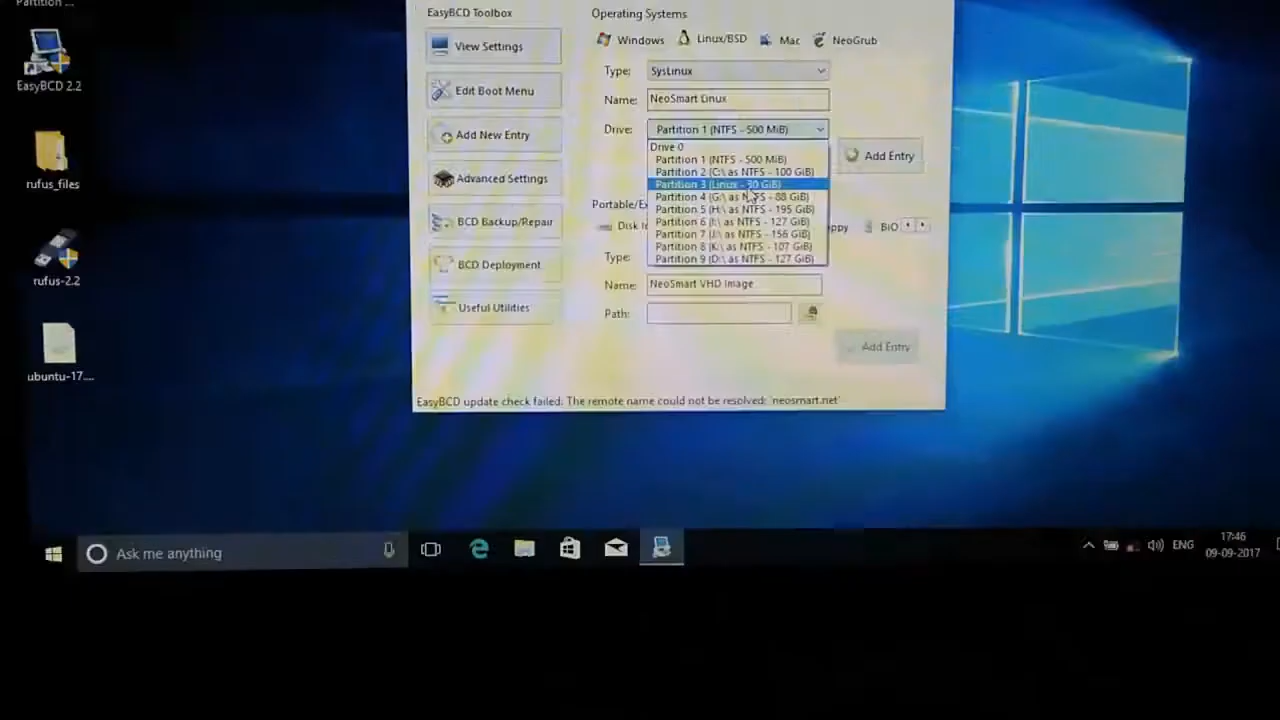 Partition ...
EasyBCD 2.2
rufus_files
rufus-2.2
ubuntu-17....
EasyBCD Toolbox
View Settings
Edit Boot Menu
Add New Entry
Advanced Settings
BCD Backup/Repair
BCD Deployment
Useful Utilities
Operating Systems
Windows
Linux/BSD
Mac
NeoGrub
Type:
SysLinux
Name:
NeoSmart Linux
Drive:
Partition 1 (NTFS - 500 MiB)
Drive 0
Partition 1 (NTFS - 500 MiB)
Partition 2 (C:\ as NTFS - 100 GiB)
Partition 3 (Linux - 30 GiB)
Partition 4 (G:\ as NTFS - 88 GiB)
Partition 5 (H:\ as NTFS - 195 GiB)
Partition 6 (I:\ as NTFS - 127 GiB)
Partition 7 (J:\ as NTFS - 156 GiB)
Partition 8 (K:\ as NTFS - 107 GiB)
Partition 9 (D:\ as NTFS - 127 GiB)
Add Entry
Portable/E
Disk I
ppy
BIO
Type:
Name:
NeoSmart VHD Image
Path:
Add Entry
EasyBCD update check failed: The remote name could not be resolved: 'neosmart.net'
Ask me anything
ENG
17:46
09-09-2017